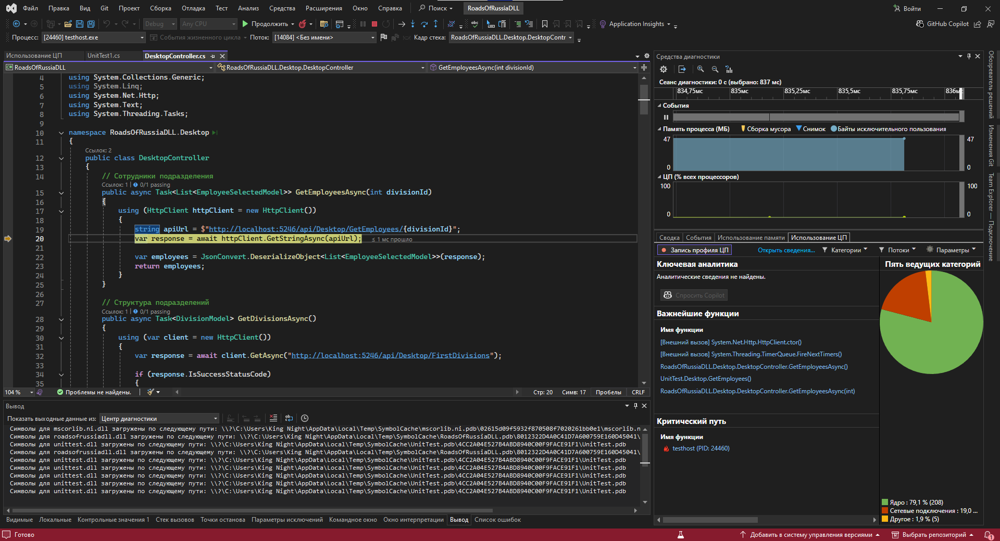 Файл Правка Вид Git Проект Сборка Отладка Тест Анализ Средства Расширения Окно Справка Поиск RoadsOfRussiaDLL Войти
Debug Any CPU Продолжить Application Insights GitHub Copilot
Процесс: [24460] testhost.exe События жизненного цикла Поток: [14084] <Без имени> Кадр стека: RoadsOfRussiaDLL.Desktop.DesktopContr
Использование ЦП UnitTest1.cs DesktopController.cs
RoadsOfRussiaDLL RoadsOfRussiaDLL.Desktop.DesktopController GetEmployeesAsync(int divisionId)
4 using System.Collections.Generic;
5 using System.Linq;
6 using System.Net.Http;
7 using System.Text;
8 using System.Threading.Tasks;
9
10 namespace RoadsOfRussiaDLL.Desktop
11 {
Ссылок: 2
12 public class DesktopController
13 {
14 // Сотрудники подразделения
Ссылок: 1 | 0/1 passing
15 public async Task<List<EmployeeSelectedModel>> GetEmployeesAsync(int divisionId)
16 {
17 using (HttpClient httpClient = new HttpClient())
18 {
19 string apiUrl = $"http://localhost:5246/api/Desktop/GetEmployees/{divisionId}";
20 var response = await httpClient.GetStringAsync(apiUrl); ≤ 1 мс прошло
21
22 var employees = JsonConvert.DeserializeObject<List<EmployeeSelectedModel>>(response);
23 return employees;
24 }
25 }
26
27 // Структура подразделений
Ссылок: 1 | 0/1 passing
28 public async Task<DivisionModel> GetDivisionsAsync()
29 {
30 using (var client = new HttpClient())
31 {
32 var response = await client.GetAsync("http://localhost:5246/api/Desktop/FirstDivisions");
33
34 if (response.IsSuccessStatusCode)
35 {
104 % Проблемы не найдены. Стр: 20 Симв: 17 Пробелы CRLF
Вывод
Показать выходные данные из: Центр диагностики
Символы для mscorlib.ni.dll загружены по следующему пути: \\?\C:\Users\King Night\AppData\Local\Temp\SymbolCache\mscorlib.ni.pdb\02615d09f5932f870508f7020261bb0e1\mscorlib.n
Символы для roadsofrussiadll.dll загружены по следующему пути: \\?\C:\Users\King Night\AppData\Local\Temp\SymbolCache\RoadsOfRussiaDLL.pdb\8012322D4A0C41D7A600759E160D45041\
Символы для unittest.dll загружены по следующему пути: \\?\C:\Users\King Night\AppData\Local\Temp\SymbolCache\UnitTest.pdb\4CC2A04E527B4ABD8940C00F9FACE91F1\UnitTest.pdb
Символы для roadsofrussiadll.dll загружены по следующему пути: \\?\C:\Users\King Night\AppData\Local\Temp\SymbolCache\RoadsOfRussiaDLL.pdb\8012322D4A0C41D7A600759E160D45041\
Символы для unittest.dll загружены по следующему пути: \\?\C:\Users\King Night\AppData\Local\Temp\SymbolCache\UnitTest.pdb\4CC2A04E527B4ABD8940C00F9FACE91F1\UnitTest.pdb
Символы для unittest.dll загружены по следующему пути: \\?\C:\Users\King Night\AppData\Local\Temp\SymbolCache\UnitTest.pdb\4CC2A04E527B4ABD8940C00F9FACE91F1\UnitTest.pdb
Символы для unittest.dll загружены по следующему пути: \\?\C:\Users\King Night\AppData\Local\Temp\SymbolCache\UnitTest.pdb\4CC2A04E527B4ABD8940C00F9FACE91F1\UnitTest.pdb
Символы для unittest.dll загружены по следующему пути: \\?\C:\Users\King Night\AppData\Local\Temp\SymbolCache\UnitTest.pdb\4CC2A04E527B4ABD8940C00F9FACE91F1\UnitTest.pdb
Символы для unittest.dll загружены по следующему пути: \\?\C:\Users\King Night\AppData\Local\Temp\SymbolCache\UnitTest.pdb\4CC2A04E527B4ABD8940C00F9FACE91F1\UnitTest.pdb
Видимые Локальные Контрольные значения 1 Стек вызовов Точки останова Параметры исключений Командное окно Окно интерпретации Вывод Список ошибок
Средства диагностики
Сеанс диагностики: 0 с (выбрано: 837 мс)
834,75мс 835мс 835,25мс 835,5мс 835,75мс 836мс
События
Память процесса (МБ) Сборка мусора Снимок Байты исключительного пользования
47 47
0 0
ЦП (% всех процессоров)
100 100
0 0
Сводка События Использование памяти Использование ЦП
Запись профиля ЦП Открыть сведения... Категории Потоки Параметры
Ключевая аналитика
Аналитические сведения не найдены.
Спросить Copilot
Важнейшие функции
Имя функции
[Внешний вызов] System.Net.Http.HttpClient.ctor()
[Внешний вызов] System.Threading.TimerQueue.FireNextTimers()
RoadsOfRussiaDLL.Desktop.DesktopController.GetEmployeesAsync()
UnitTest.Desktop.GetEmployees()
RoadsOfRussiaDLL.Desktop.DesktopController.GetEmployeesAsync(int)
Критический путь
Имя функции
testhost (PID: 24460)
Пять ведущих категорий
Ядро : 79,1 % (208)
Сетевые подключения : 19,0 ...
Другое : 1,9 % (5)
Обозреватель решений
Изменения Git
Team Explorer — Подключение
Готово Добавить в систему управления версиями Выбрать репозиторий 1